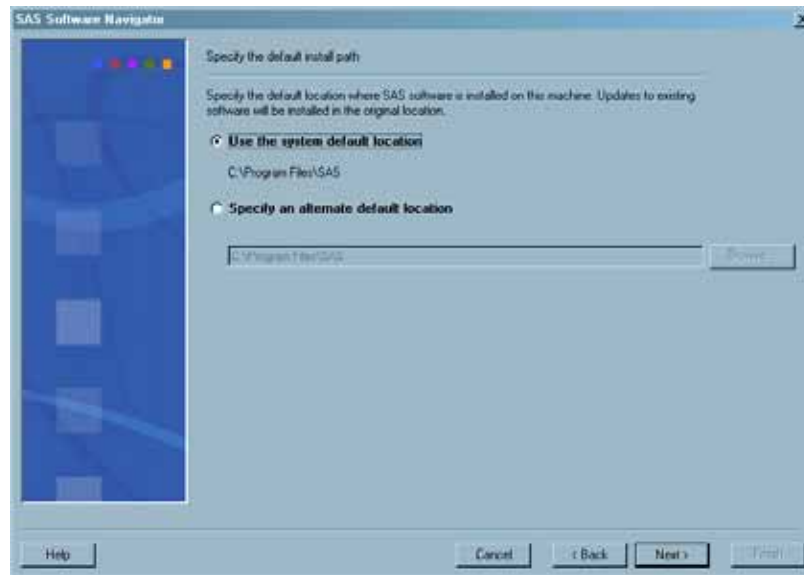 SAS Software Navigator
Specify the default install path
Specify the default location where SAS software is installed on this machine. Updates to existing
software will be installed in the original location.
Use the system default location
C:\Program Files\SAS
Specify an alternate default location
C:\Program Files\SAS
Browse...
Help
Cancel
< Back
Next >
Finish